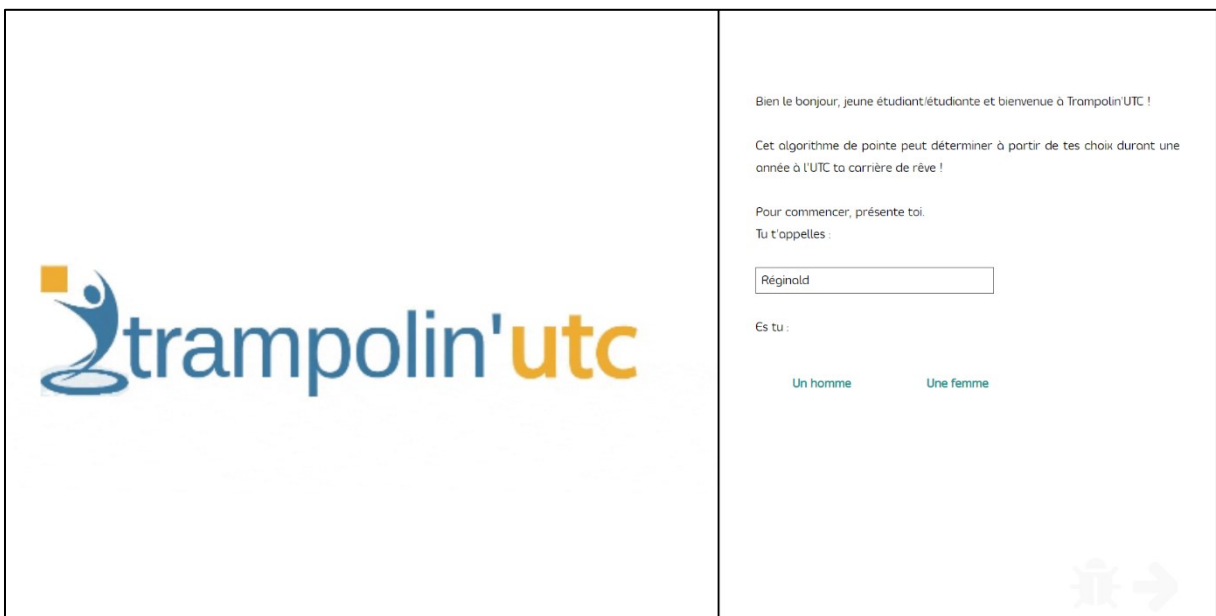 trampolin'utc
Bien le bonjour, jeune étudiant/étudiante et bienvenue à Trampolin'UTC !
Cet algorithme de pointe peut déterminer à partir de tes choix durant une
année à l'UTC ta carrière de rêve !
Pour commencer, présente toi.
Tu t'appelles :
Réginald
Es tu :
Un homme Une femme